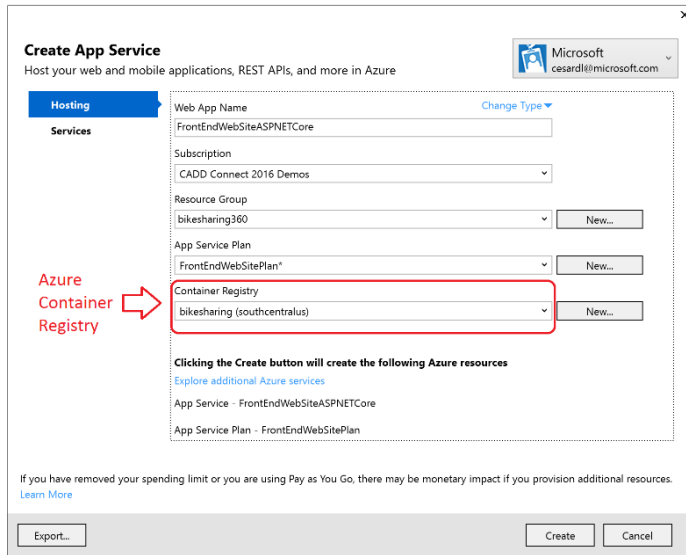 Create App Service
Host your web and mobile applications, REST APIs, and more in Azure
Microsoft
cesardl@microsoft.com
Hosting
Services
Web App Name
Change Type
FrontEndWebSiteASPNETCore
Subscription
CADD Connect 2016 Demos
Resource Group
bikesharing360
New...
App Service Plan
FrontEndWebSitePlan*
New...
Azure
Container
Registry
Container Registry
bikesharing (southcentralus)
New...
Clicking the Create button will create the following Azure resources
Explore additional Azure services
App Service - FrontEndWebSiteASPNETCore
App Service Plan - FrontEndWebSitePlan
If you have removed your spending limit or you are using Pay as You Go, there may be monetary impact if you provision additional resources.
Learn More
Export...
Create
Cancel